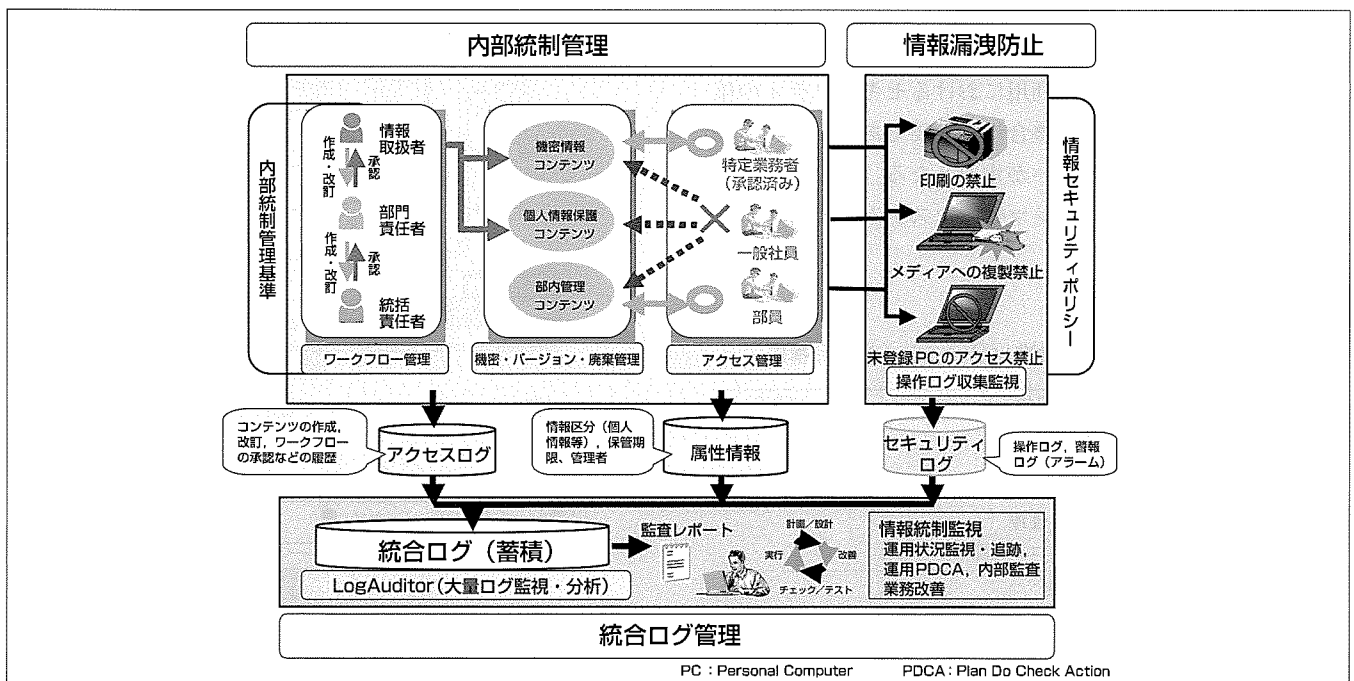 内部統制管理
情報漏洩防止
内部統制管理基準
情報
取扱者
作成・改訂
承認
部門
責任者
作成・改訂
承認
統括
責任者
ワークフロー管理
機密情報
コンテンツ
個人情報保護
コンテンツ
部内管理
コンテンツ
機密・バージョン・廃棄管理
特定業務者
(承認済み)
一般社員
部員
アクセス管理
印刷の禁止
メディアへの複製禁止
未登録PCのアクセス禁止
操作ログ収集監視
情報セキュリティポリシー
コンテンツの作成,
改訂, ワークフロー
の承認などの履歴
アクセスログ
情報区分（個人
情報等）, 保管期
限、管理者
属性情報
セキュリティ
ログ
操作ログ, 警報
ログ（アラーム）
統合ログ（蓄積）
LogAuditor(大量ログ監視・分析)
監査レポート
計画／設計
実行
改善
チェック／テスト
情報統制監視
運用状況監視・追跡,
運用PDCA, 内部監査
業務改善
統合ログ管理
PC：Personal Computer
PDCA：Plan Do Check Action